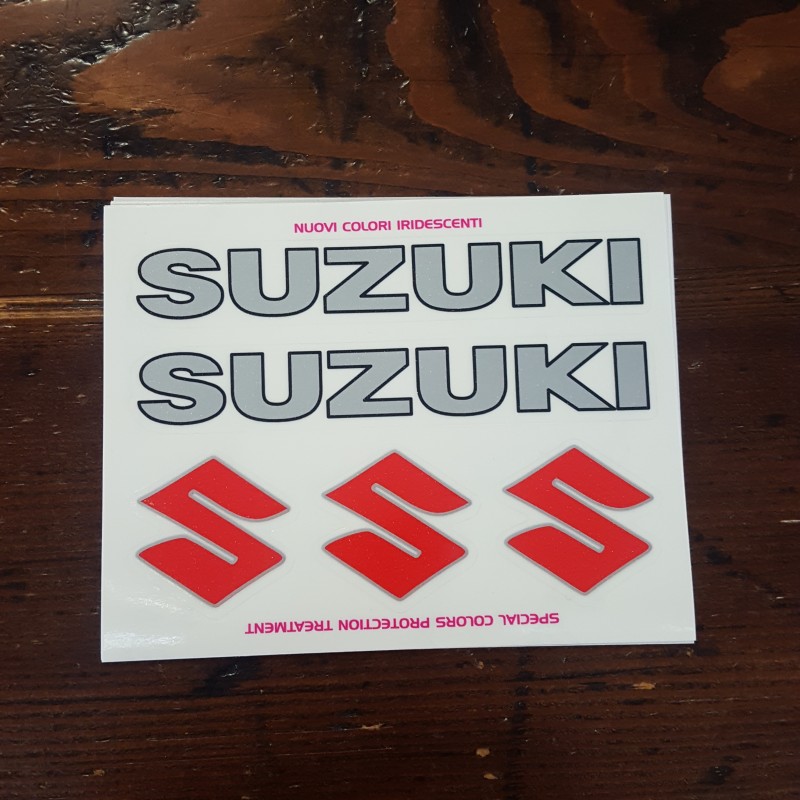 NUOVI COLORI IRIDESCENTI
SUZUKI
SUZUKI
SPECIAL COLORS PROTECTION TREATMENT